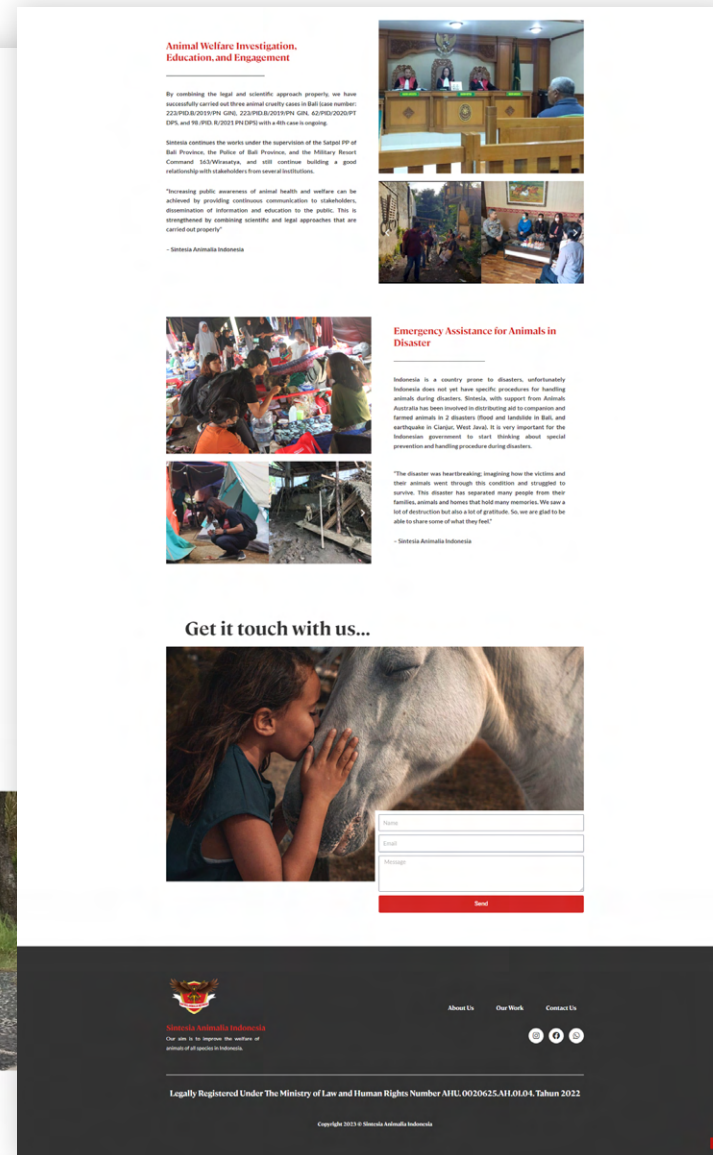 Animal Welfare Investigation,
Education, and Engagement
By combining the legal and scientific approach properly, we have
successfully carried out three animal cruelty cases in Bali (case number:
223/PID.B/2019/PN GIN), 223/PID.B/2019/PN GIN, 62/PID/2020/PT
DPS, and 98 /PID. R/2021 PN DPS) with a 4th case is ongoing.
Sintesia continues the works under the supervision of the Satpol PP of
Bali Province, the Police of Bali Province, and the Military Resort
Command 163/Wirasatya, and still continue building a good
relationship with stakeholders from several institutions.
"Increasing public awareness of animal health and welfare can be
achieved by providing continuous communication to stakeholders,
dissemination of information and education to the public. This is
strengthened by combining scientific and legal approaches that are
carried out properly"
– Sintesia Animalia Indonesia
Emergency Assistance for Animals in
Disaster
Indonesia is a country prone to disasters, unfortunately
Indonesia does not yet have specific procedures for handling
animals during disasters. Sintesia, with support from Animals
Australia has been involved in distributing aid to companion and
farmed animals in 2 disasters (flood and landslide in Bali, and
earthquake in Cianjur, West Java). It is very important for the
Indonesian government to start thinking about special
prevention and handling procedure during disasters.
"The disaster was heartbreaking; imagining how the victims and
their animals went through this condition and struggled to
survive. This disaster has separated many people from their
families, animals and homes that hold many memories. We saw a
lot of destruction but also a lot of gratitude. So, we are glad to be
able to share some of what they feel."
– Sintesia Animalia Indonesia
Get it touch with us...
Name
Email
Message
Send
About Us Our Work Contact Us
Sintesia Animalia Indonesia
Our aim is to improve the welfare of
animals of all species in Indonesia.
Legally Registered Under The Ministry of Law and Human Rights Number AHU. 0020625.AH.01.04. Tahun 2022
Copyright 2023 © Sintesia Animalia Indonesia